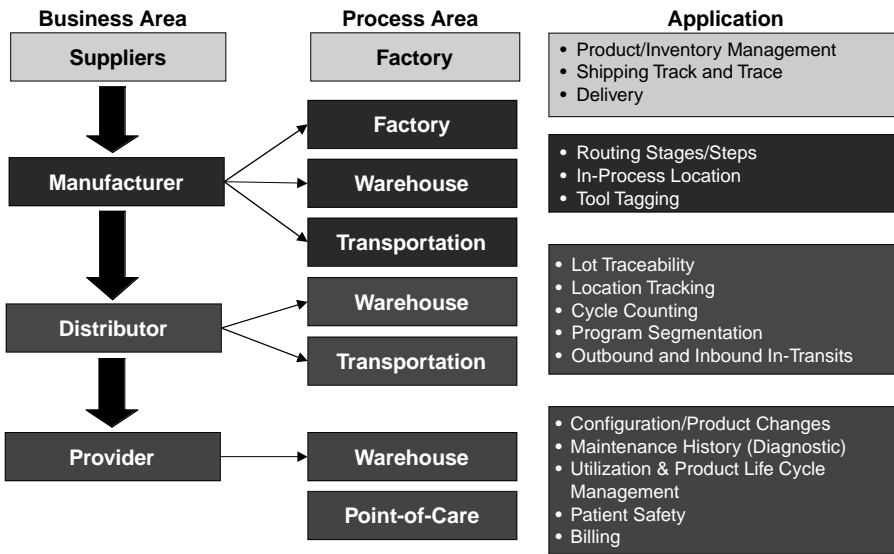 Business Area
Process Area
Application
Suppliers
Factory
• Product/Inventory Management
• Shipping Track and Trace
• Delivery
Manufacturer
Factory
Warehouse
Transportation
• Routing Stages/Steps
• In-Process Location
• Tool Tagging
Distributor
Warehouse
Transportation
• Lot Traceability
• Location Tracking
• Cycle Counting
• Program Segmentation
• Outbound and Inbound In-Transits
Provider
Warehouse
Point-of-Care
• Configuration/Product Changes
• Maintenance History (Diagnostic)
• Utilization & Product Life Cycle
Management
• Patient Safety
• Billing